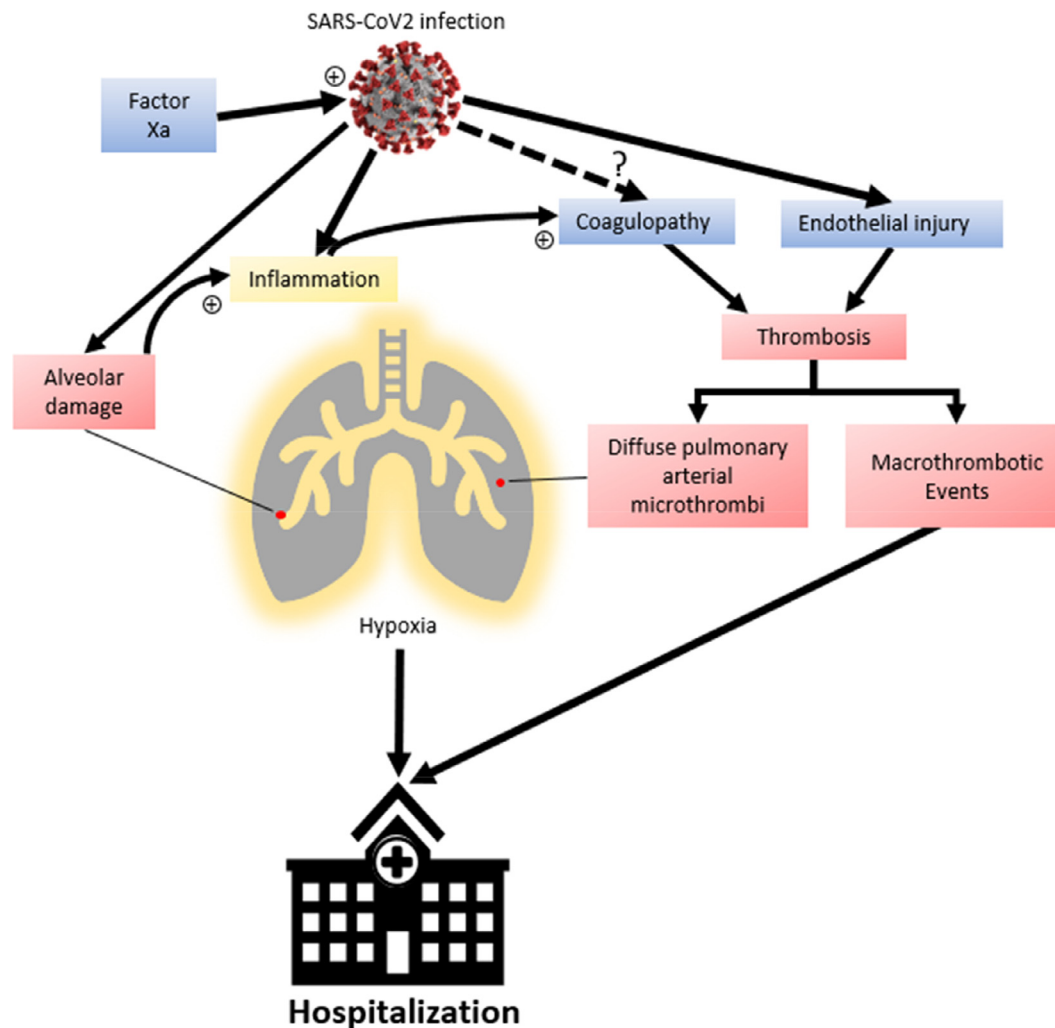 SARS-CoV2 infection
⊕
Factor
Xa
?
Coagulopathy
⊕
Endothelial injury
Inflammation
⊕
Thrombosis
Alveolar
damage
Diffuse pulmonary
arterial
microthrombi
Macrothrombotic
Events
Hypoxia
Hospitalization